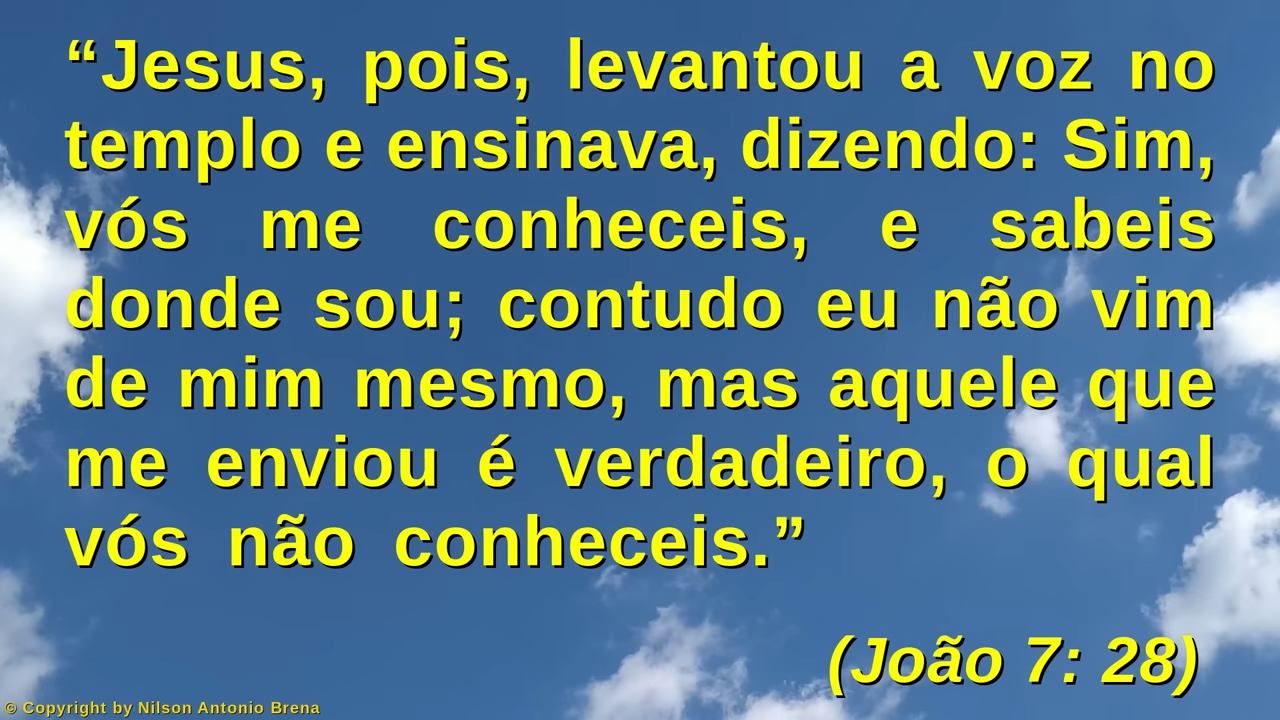 “Jesus, pois, levantou a voz no
templo e ensinava, dizendo: Sim,
vós me conheceis, e sabeis
donde sou; contudo eu não vim
de mim mesmo, mas aquele que
me enviou é verdadeiro, o qual
vós não conheceis.”
(João 7: 28)
© Copyright by Nilson Antonio Brena